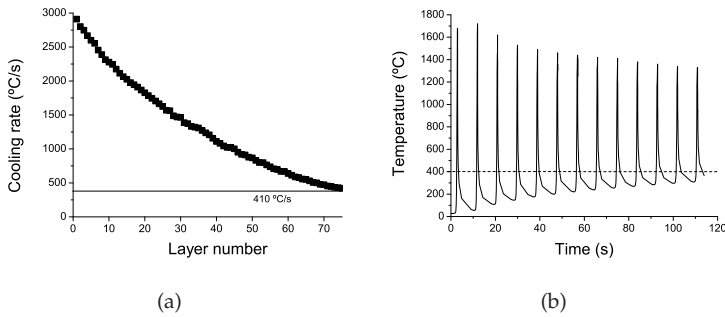 Cooling rate (ºC/s)
3000
2500
2000
1500
1000
500
0
410 ºC/s
0 10 20 30 40 50 60 70
Layer number
(a)
Temperature (ºC)
1800
1600
1400
1200
1000
800
600
400
200
0
0 20 40 60 80 100 120
Time (s)
(b)